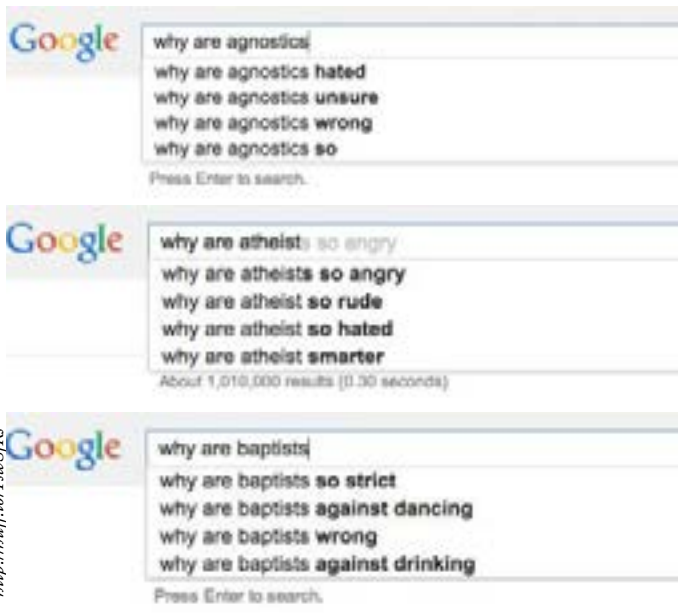 Google
why are agnostics
why are agnostics hated
why are agnostics unsure
why are agnostics wrong
why are agnostics so
Press Enter to search.
Google
why are atheists so angry
why are atheists so angry
why are atheist so rude
why are atheist so hated
why are atheist smarter
About 1,010,000 results (0.30 seconds)
Google
why are baptists
why are baptists so strict
why are baptists against dancing
why are baptists wrong
why are baptists against drinking
Press Enter to search.